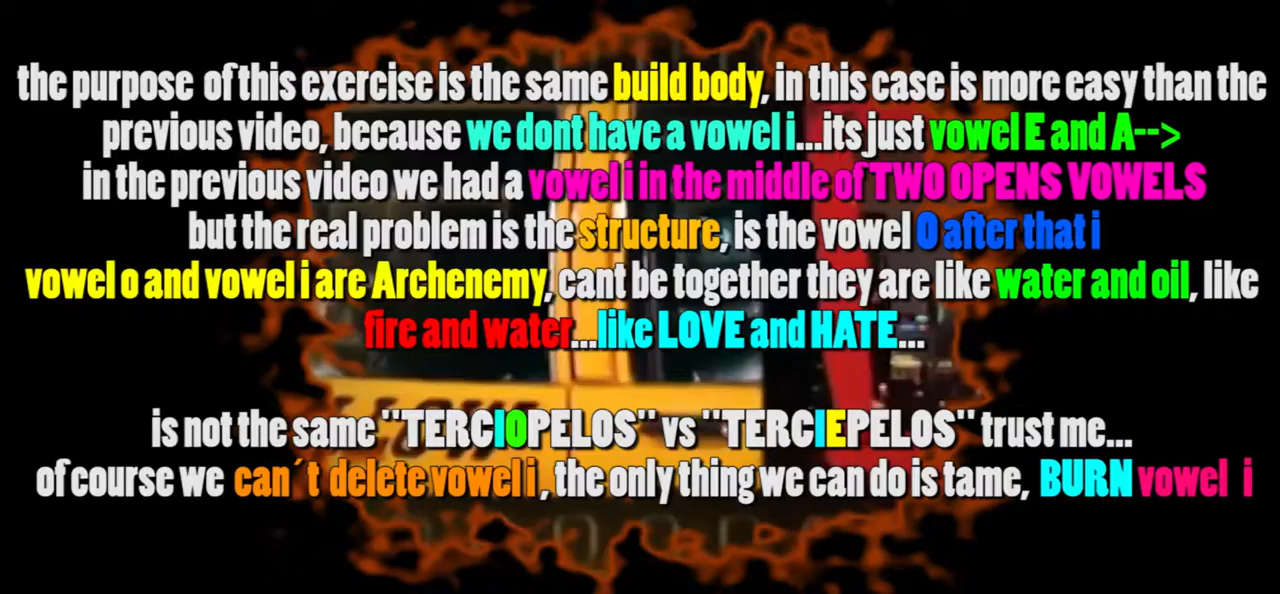 the purpose of this exercise is the same build body, in this case is more easy than the
previous video, because we dont have a vowel i...its just vowel E and A-->
in the previous video we had a vowel i in the middle of TWO OPENS VOWELS
but the real problem is the structure, is the vowel O after that i
vowel o and vowel i are Archenemy, cant be together they are like water and oil, like
fire and water...like LOVE and HATE...
is not the same "TERCIOPELOS" vs "TERCIEPELOS" trust me...
of course we can´t delete vowel i, the only thing we can do is tame, BURN vowel i